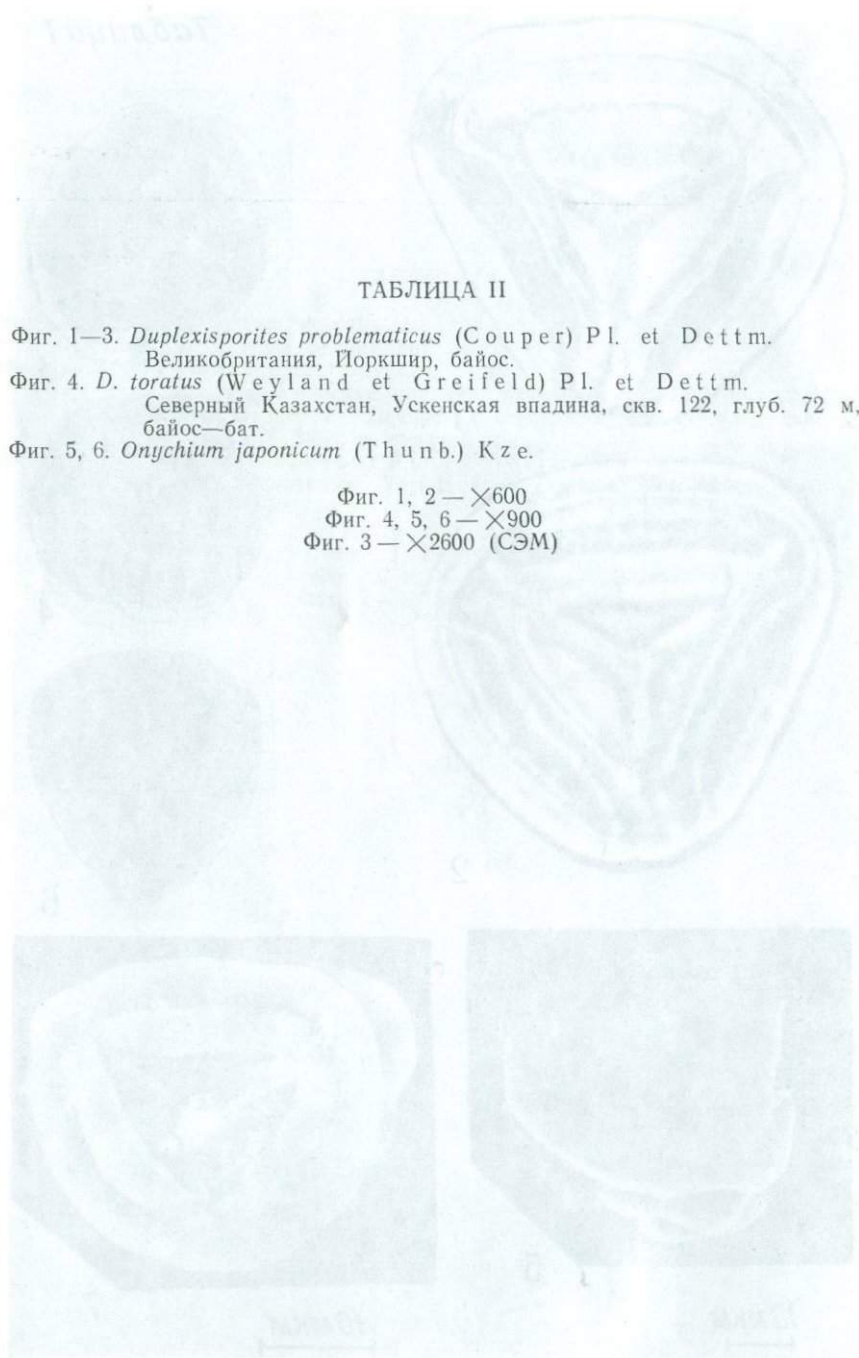 ТАБЛИЦА II
Фиг. 1—3. Duplexisporites problematicus (Couper) Pl. et Dettm.
Великобритания, Йоркшир, байос.
Фиг. 4. D. toratus (Weyland et Greifeld) Pl. et Dettm.
Северный Казахстан, Ускенская впадина, скв. 122, глуб. 72 м,
байос—бат.
Фиг. 5, 6. Onychium japonicum (Thunb.) Kze.
Фиг. 1, 2 — ×600
Фиг. 4, 5, 6 — ×900
Фиг. 3 — ×2600 (СЭМ)